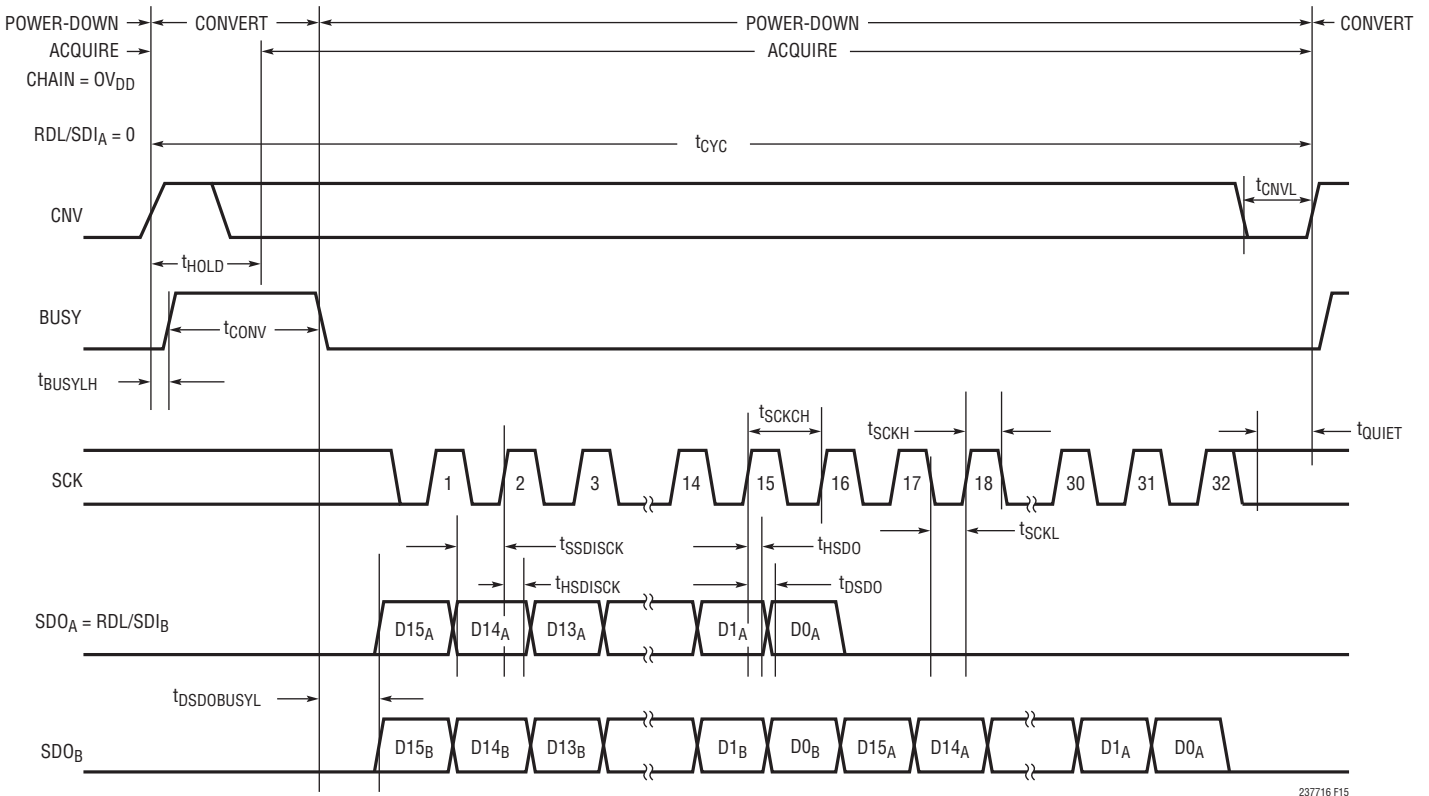 POWER-DOWN CONVERT POWER-DOWN CONVERT
ACQUIRE ACQUIRE
CHAIN = OVDD
RDL/SDIA = 0
tCYC
CNV tCNVL
tHOLD
BUSY tCONV
tBUSYLH
tSCKCH tSCKH tQUIET
SCK 1 2 3 14 15 16 17 18 30 31 32
tSSDISCK tHSDO tSCKL
tHSDISCK tDSDO
SDOA = RDL/SDIB D15A D14A D13A D1A D0A
tDSDOBUSYL
SDOB D15B D14B D13B D1B D0B D15A D14A D1A D0A
237716 F15